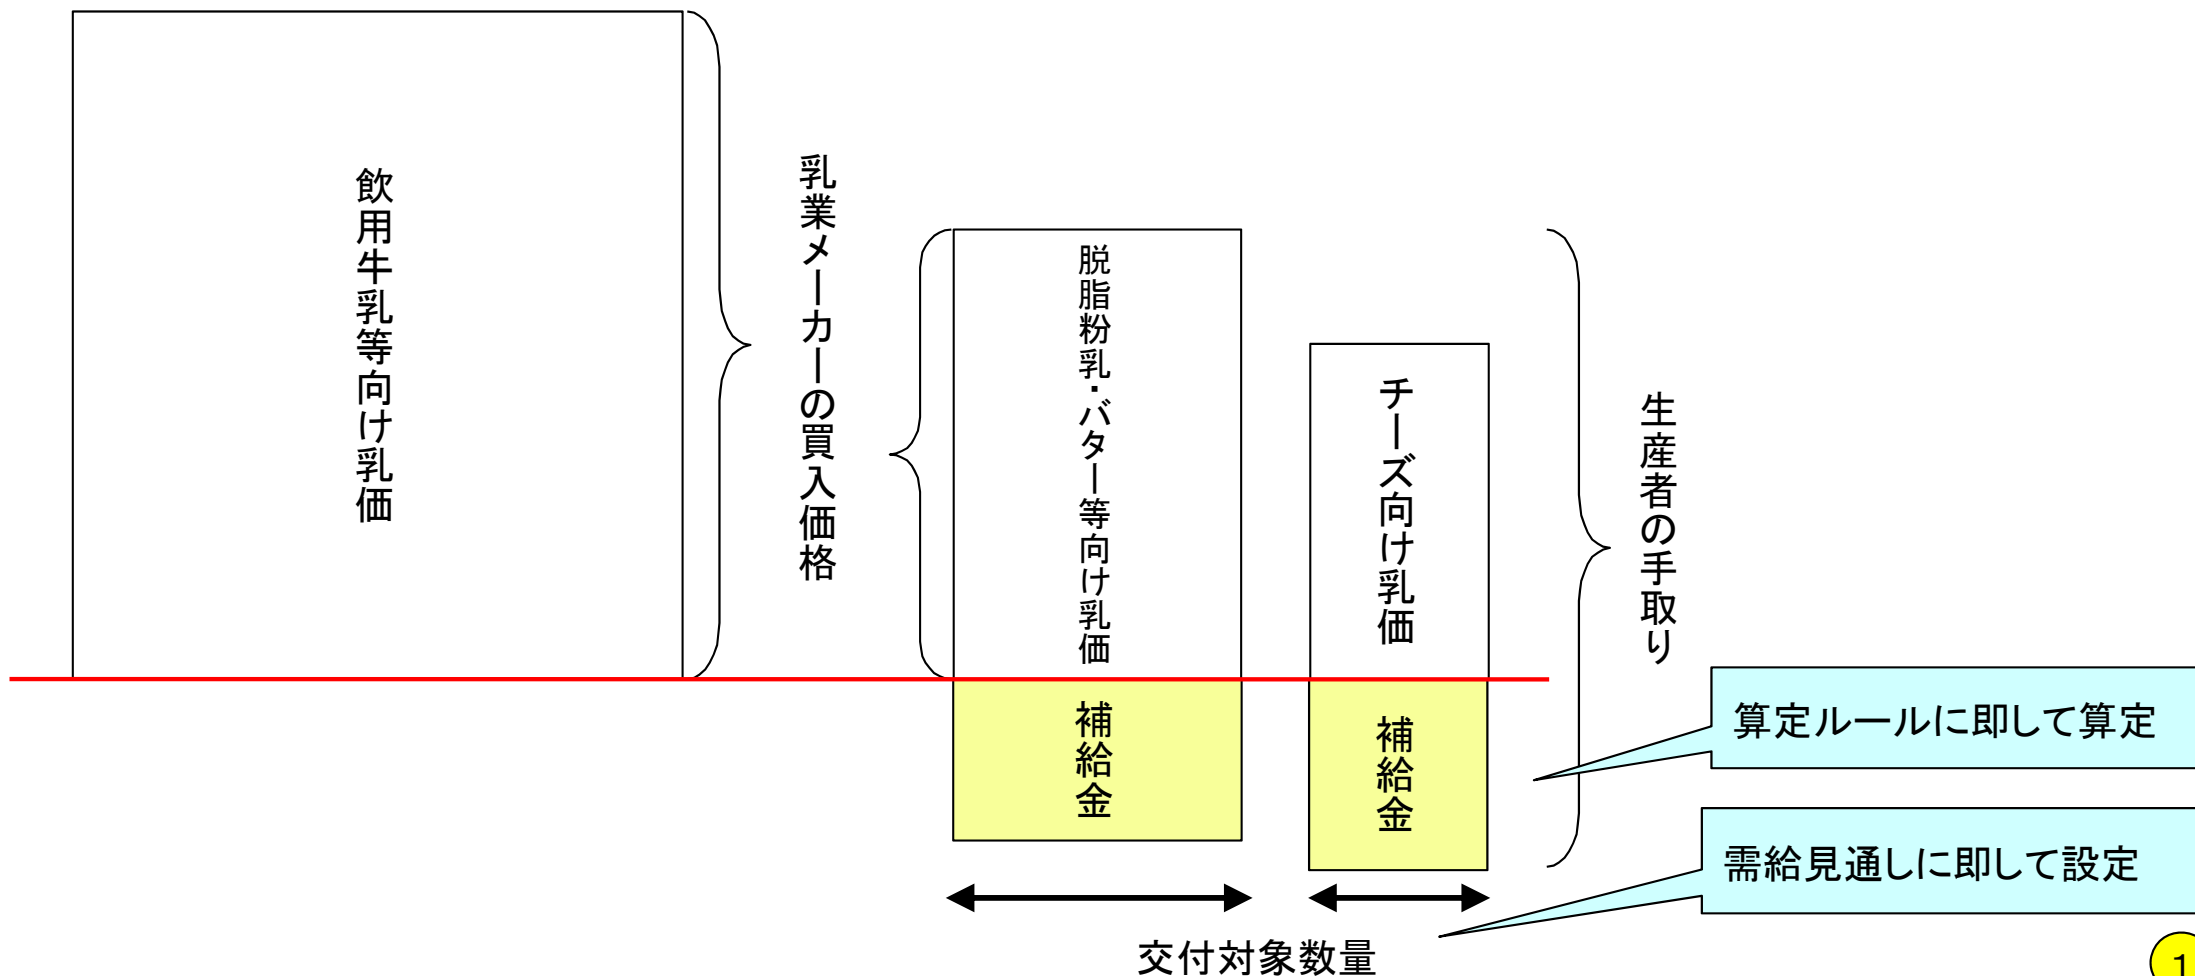 飲用牛乳等向け乳価
乳業メーカーの買入価格
脱脂粉乳・バター等向け乳価
チーズ向け乳価
生産者の手取り
補給金
補給金
算定ルールに即して算定
需給見通しに即して設定
交付対象数量
1